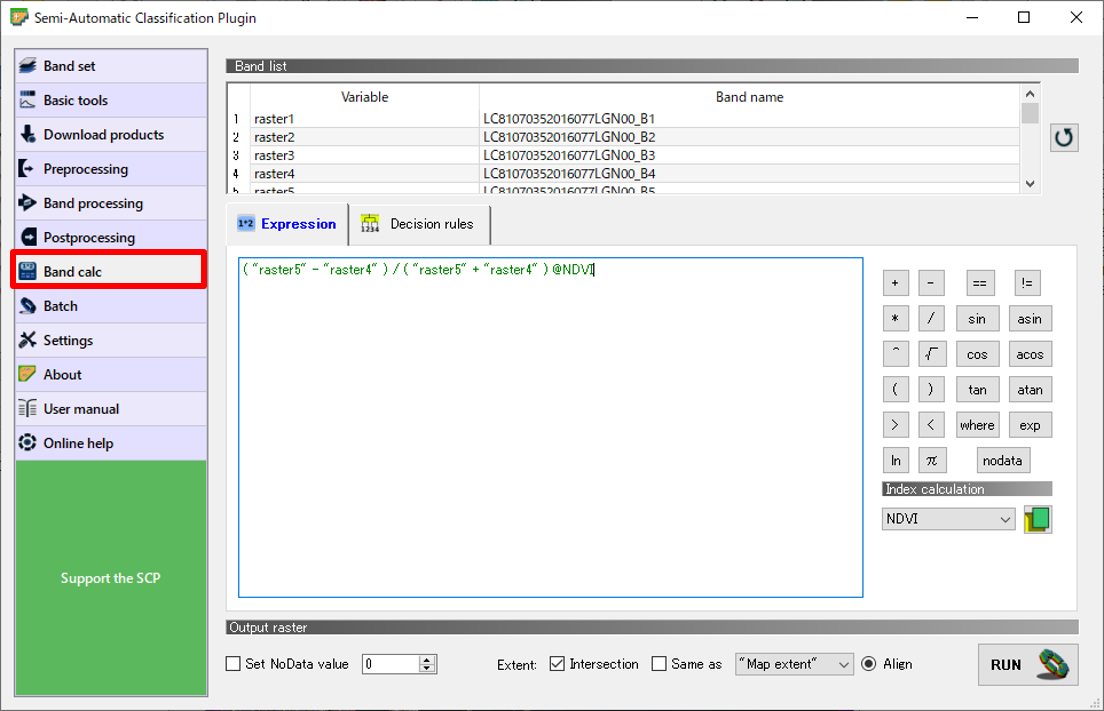 Semi-Automatic Classification Plugin
Band set
Basic tools
Download products
Preprocessing
Band processing
Postprocessing
Band calc
Batch
Settings
About
User manual
Online help
Support the SCP
Band list
Variable Band name
1 raster1 LC81070352016077LGN00_B1
2 raster2 LC81070352016077LGN00_B2
3 raster3 LC81070352016077LGN00_B3
4 raster4 LC81070352016077LGN00_B4
5 raster5 LC81070352016077LGN00_B5
1*2 Expression
1234 Decision rules
( "raster5" - "raster4" ) / ( "raster5" + "raster4" ) @NDVI
+ - == !=
* / sin asin
^ √ cos acos
( ) tan atan
> < where exp
ln π nodata
Index calculation
NDVI
Output raster
Set NoData value 0 Extent: Intersection Same as "Map extent" Align RUN